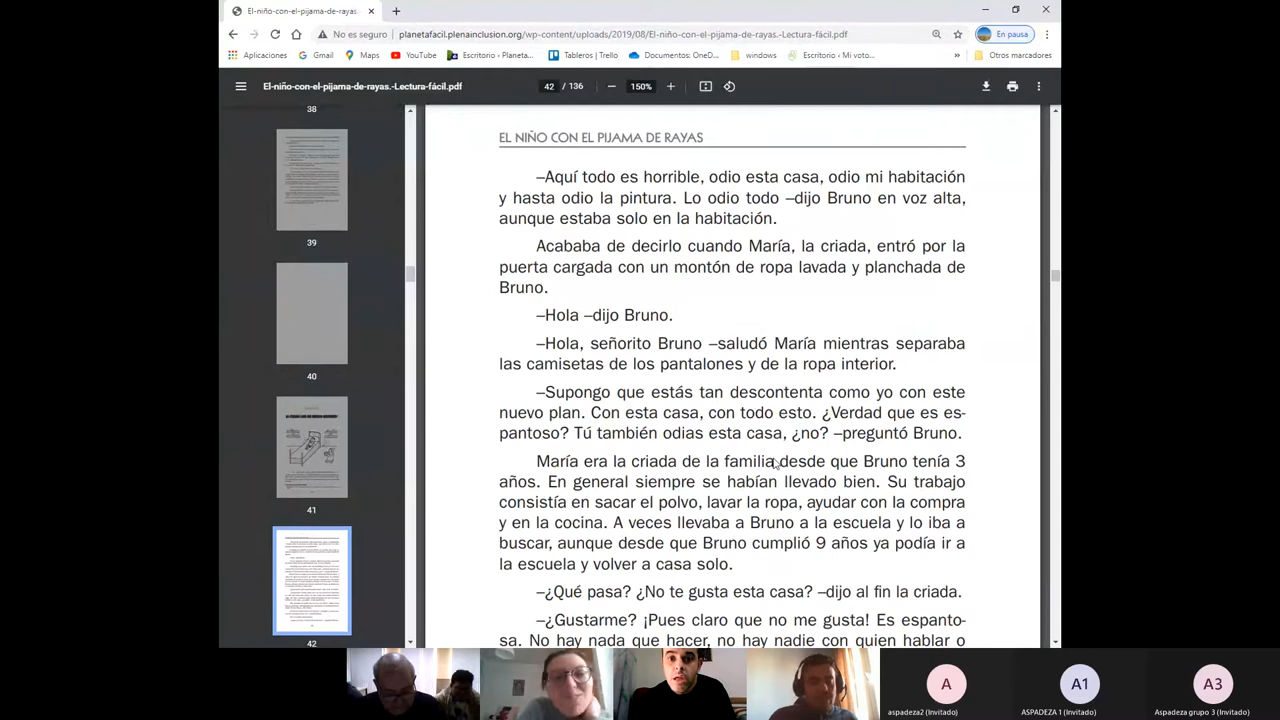 El-niño-con-el-pijama-de-rayas.
No es seguro planetafacil.plenainclusion.org/wp-content/uploads/2019/08/El-niño-con-el-pijama-de-rayas.-Lectura-fácil.pdf En pausa
Aplicaciones Gmail Maps YouTube Escritorio - Planeta... Tableros | Trello Documentos: OneD... windows Escritorio ‹ Mi voto... » Otros marcadores
El-niño-con-el-pijama-de-rayas.-Lectura-fácil.pdf 42 / 136 150%
38
39
40
41
42
EL NIÑO CON EL PIJAMA DE RAYAS
–Aquí todo es horrible, odio esta casa, odio mi habitación
y hasta odio la pintura. Lo odio todo –dijo Bruno en voz alta,
aunque estaba solo en la habitación.
Acababa de decirlo cuando María, la criada, entró por la
puerta cargada con un montón de ropa lavada y planchada de
Bruno.
–Hola –dijo Bruno.
–Hola, señorito Bruno –saludó María mientras separaba
las camisetas de los pantalones y de la ropa interior.
–Supongo que estás tan descontenta como yo con este
nuevo plan. Con esta casa, con todo esto. ¿Verdad que es es-
pantoso? Tú también odias esta casa, ¿no? –preguntó Bruno.
María era la criada de la familia desde que Bruno tenía 3
años. En general siempre se habían llevado bien. Su trabajo
consistía en sacar el polvo, lavar la ropa, ayudar con la compra
y en la cocina. A veces llevaba a Bruno a la escuela y lo iba a
buscar, aunque desde que Bruno cumplió 9 años ya podía ir a
la escuela y volver a casa solo.
–¿Qué pasa? ¿No te gusta esta casa? –dijo al fin la criada.
–¿Gustarme? ¡Pues claro que no me gusta! Es espanto-
sa. No hay nada que hacer, no hay nadie con quien hablar o
A A1 A3
aspadeza2 (Invitado) ASPADEZA 1 (Invitado) Aspadeza grupo 3 (Invitado)